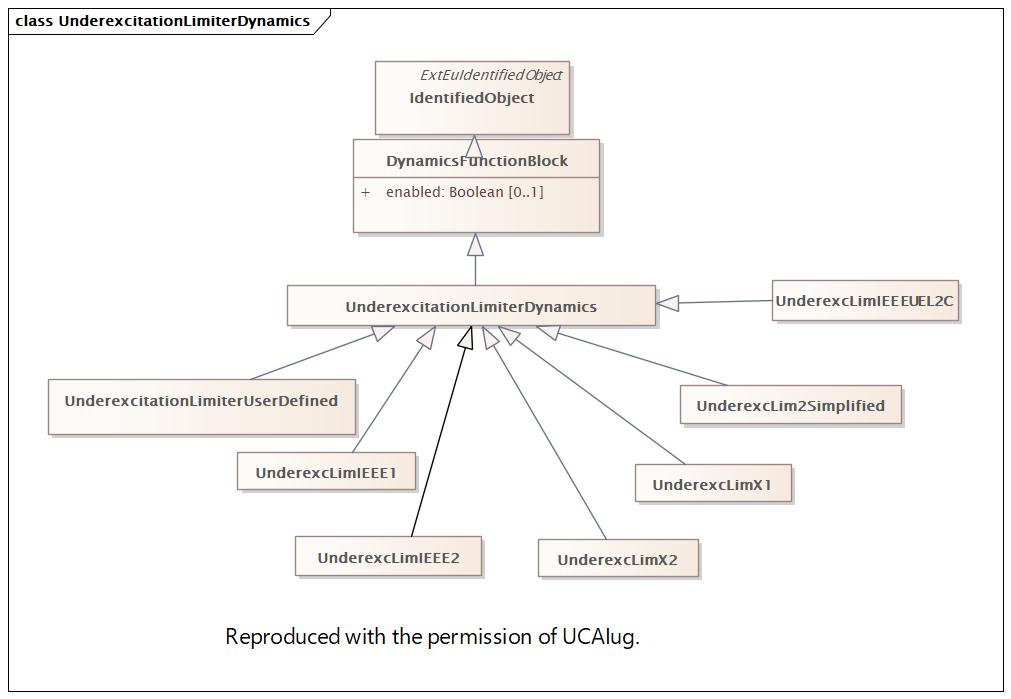 class UnderexcitationLimiterDynamics
ExtEuIdentifiedObject
IdentifiedObject
DynamicsFunctionBlock
+ enabled: Boolean [0..1]
UnderexcitationLimiterDynamics
UnderexcLimIEEEUEL2C
UnderexcitationLimiterUserDefined
UnderexcLim2Simplified
UnderexcLimIEEE1
UnderexcLimX1
UnderexcLimIEEE2
UnderexcLimX2
Reproduced with the permission of UCAIug.